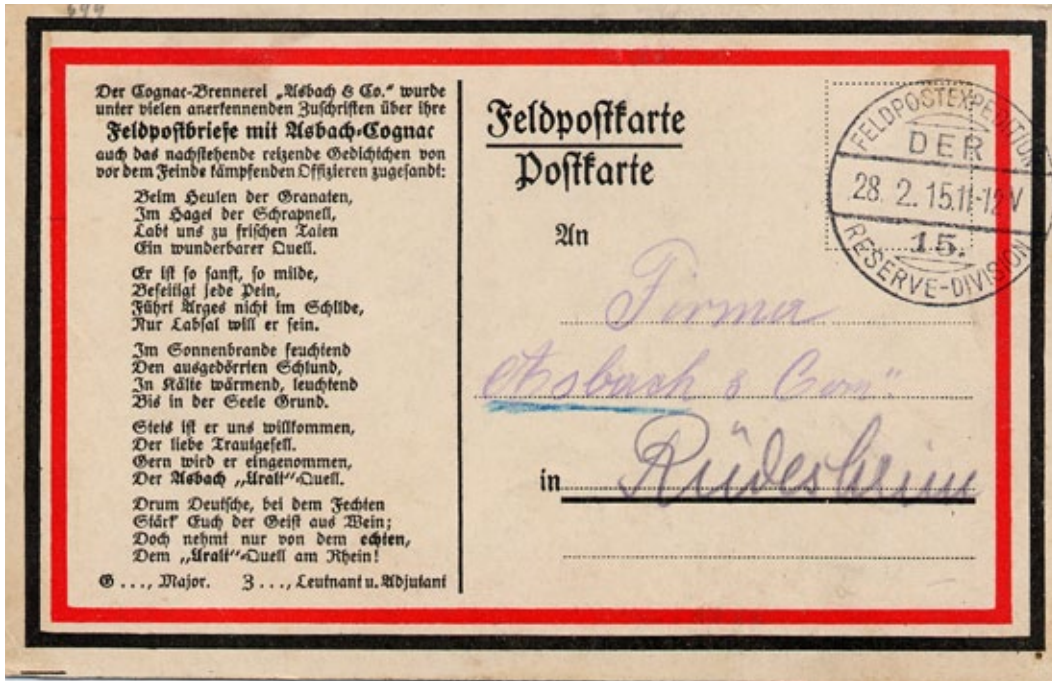 699
Der Cognac-Brennerei „Asbach & Co.“ wurde
unter vielen anerkennenden Zuschriften über ihre
Feldpostbriefe mit Asbach-Cognac
auch das nachstehende reizende Gedichtchen von
vor dem Feinde kämpfenden Offizieren zugesandt:
Beim Heulen der Granaten,
Im Hagel der Schrapnell,
Labt uns zu frischen Taten
Ein wunderbarer Quell.
Er ist so sanft, so milde,
Beseitigt jede Pein,
Führt Arges nicht im Schilde,
Nur Labsal will er sein.
Im Sonnenbrande feuchtend
Den ausgedörrten Schlund,
In Kälte wärmend, leuchtend
Bis in der Seele Grund.
Stets ist er uns willkommen,
Der liebe Trautgesell.
Gern wird er eingenommen,
Der Asbach „Uralt“-Quell.
Drum Deutsche, bei dem Fechten
Stärk' Euch der Geist aus Wein;
Doch nehmt nur von dem echten,
Dem „Uralt“-Quell am Rhein!
G..., Major. Z..., Leutnant u. Adjutant
Feldpostkarte
Postkarte
An
Firma
Asbach & Com"
in Rüdesheim
FELDPOSTEXPEDITION
DER
28. 2. 15. 11-12 V
15.
RESERVE-DIVISION